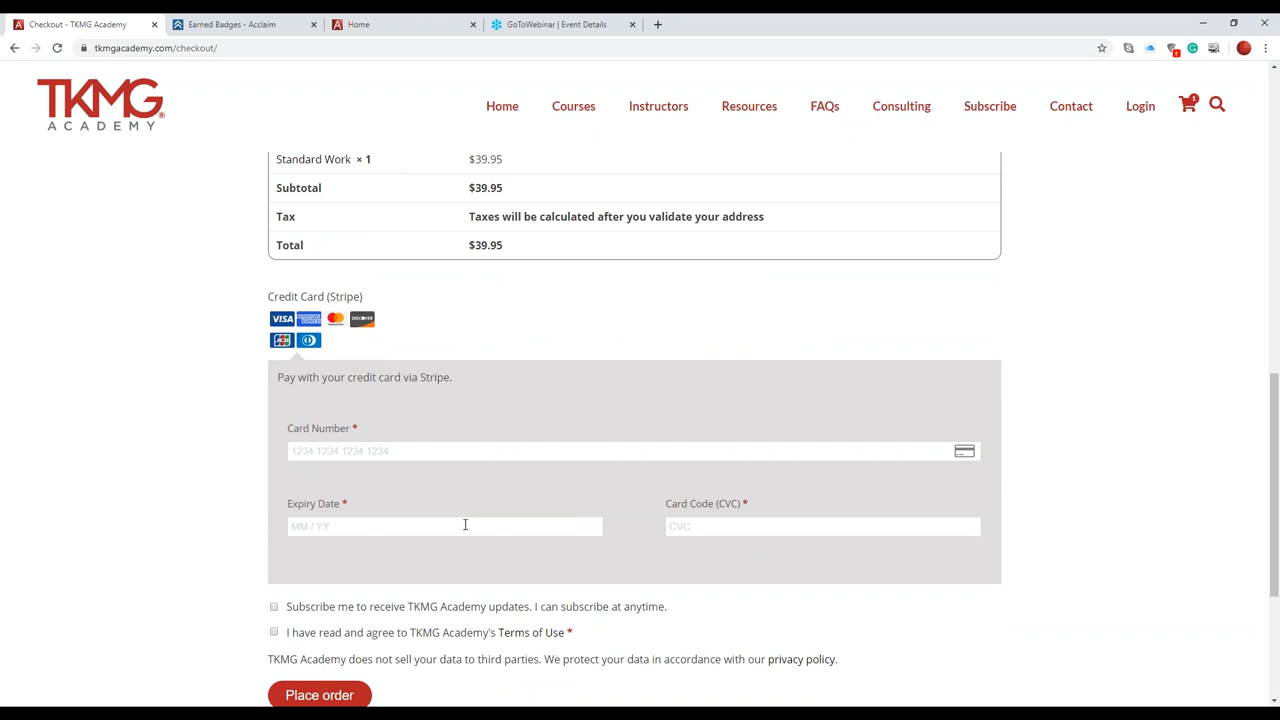 Checkout - TKMG Academy
Earned Badges - Acclaim
Home
GoToWebinar | Event Details
tkmgacademy.com/checkout/
TKMG
ACADEMY
Home
Courses
Instructors
Resources
FAQs
Consulting
Subscribe
Contact
Login
1
Standard Work × 1 $39.95
Subtotal $39.95
Tax Taxes will be calculated after you validate your address
Total $39.95
Credit Card (Stripe)
VISA
DISCOVER
JCB
Pay with your credit card via Stripe.
Card Number *
1234 1234 1234 1234
Expiry Date * Card Code (CVC) *
MM / YY CVC
Subscribe me to receive TKMG Academy updates. I can subscribe at anytime.
I have read and agree to TKMG Academy's Terms of Use *
TKMG Academy does not sell your data to third parties. We protect your data in accordance with our privacy policy.
Place order